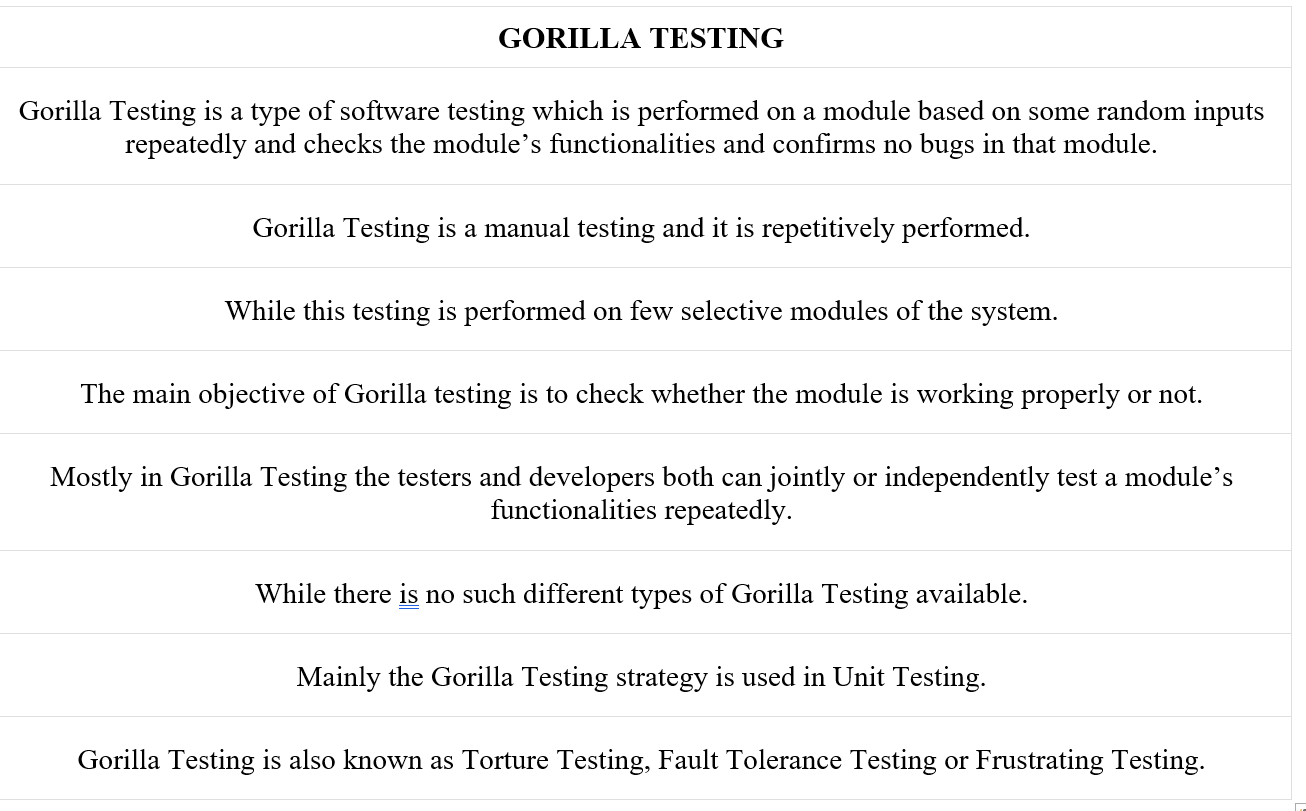 GORILLA TESTING
Gorilla Testing is a type of software testing which is performed on a module based on some random inputs
repeatedly and checks the module’s functionalities and confirms no bugs in that module.
Gorilla Testing is a manual testing and it is repetitively performed.
While this testing is performed on few selective modules of the system.
The main objective of Gorilla testing is to check whether the module is working properly or not.
Mostly in Gorilla Testing the testers and developers both can jointly or independently test a module’s
functionalities repeatedly.
While there is no such different types of Gorilla Testing available.
Mainly the Gorilla Testing strategy is used in Unit Testing.
Gorilla Testing is also known as Torture Testing, Fault Tolerance Testing or Frustrating Testing.